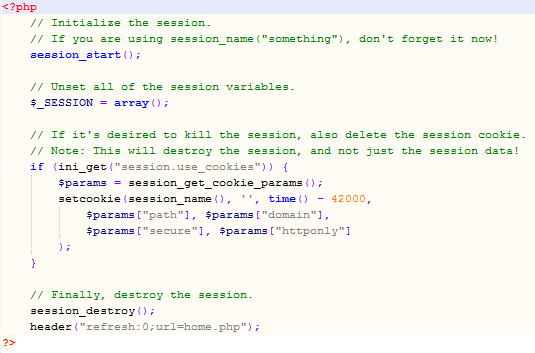 <?php
// Initialize the session.
// If you are using session_name("something"), don't forget it now!
session_start();
// Unset all of the session variables.
$_SESSION = array();
// If it's desired to kill the session, also delete the session cookie.
// Note: This will destroy the session, and not just the session data!
if (ini_get("session.use_cookies")) {
$params = session_get_cookie_params();
setcookie(session_name(), '', time() - 42000,
$params["path"], $params["domain"],
$params["secure"], $params["httponly"]
);
}
// Finally, destroy the session.
session_destroy();
header("refresh:0;url=home.php");
?>